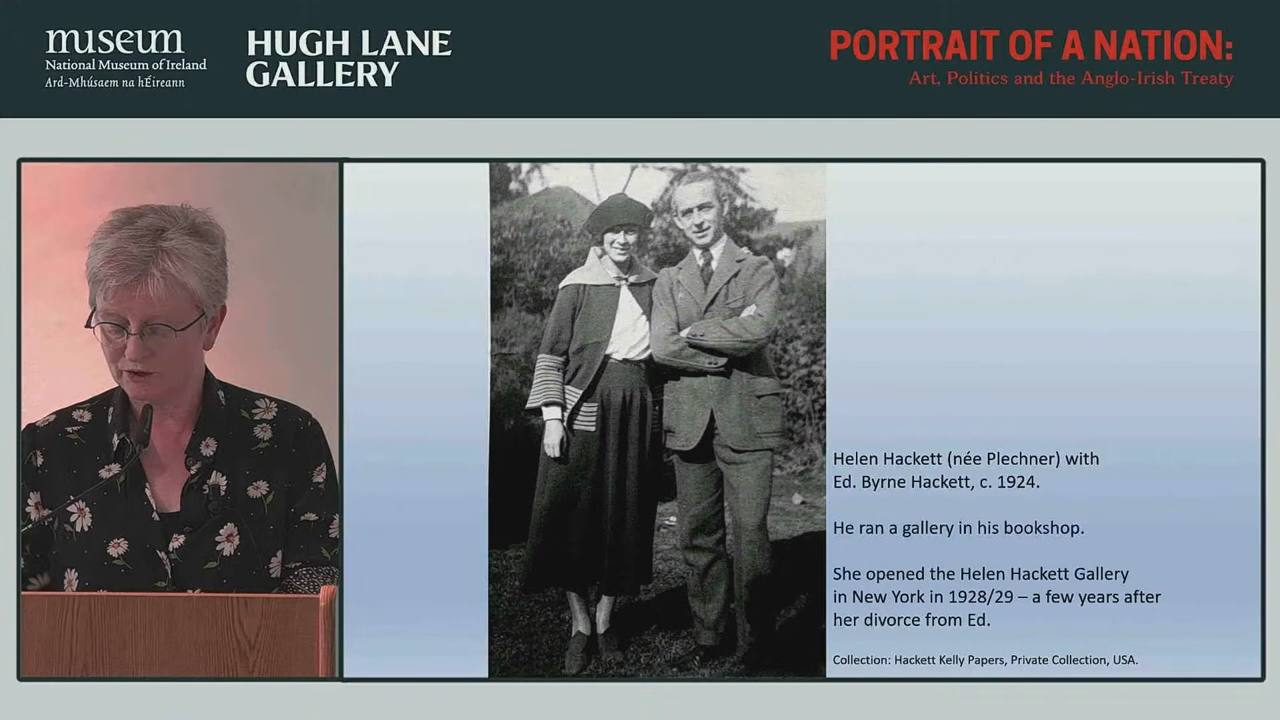 museum
National Museum of Ireland
Ard-Mhúsaem na hÉireann
HUGH LANE
GALLERY
PORTRAIT OF A NATION:
Art, Politics and the Anglo-Irish Treaty
Helen Hackett (née Plechner) with
Ed. Byrne Hackett, c. 1924.
He ran a gallery in his bookshop.
She opened the Helen Hackett Gallery
in New York in 1928/29 – a few years after
her divorce from Ed.
Collection: Hackett Kelly Papers, Private Collection, USA.